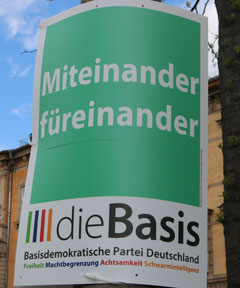 Miteinander
füreinander
dieBasis
Basisdemokratische Partei Deutschland
Freiheit Machtbegrenzung Achtsamkeit Schwarmintelligenz